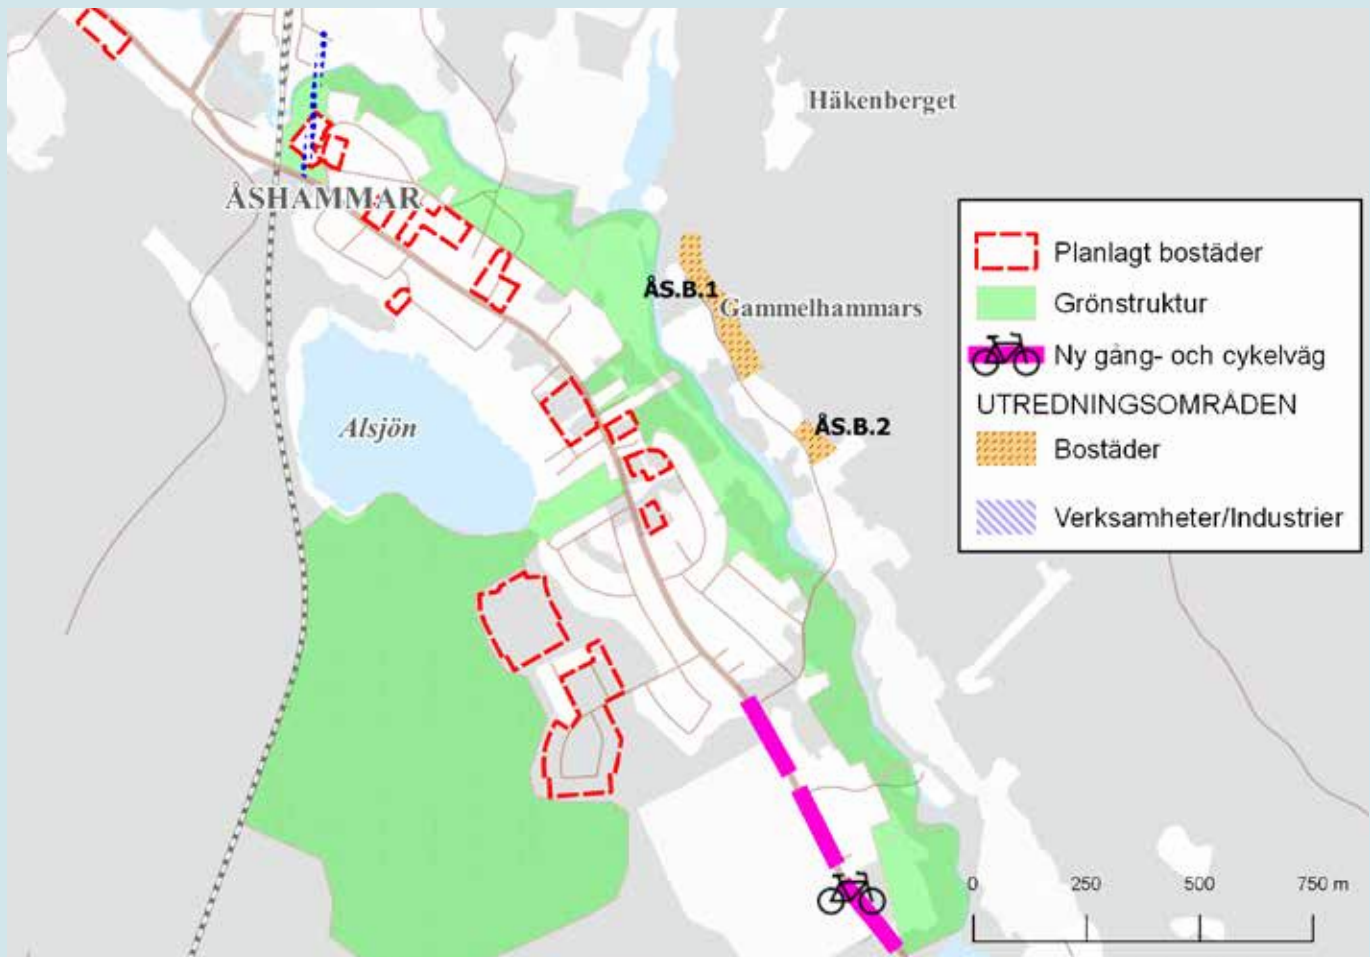 Häkenberget
ÅSHAMMAR
ÅS.B.1
Gammelhammars
Alsjön
ÅS.B.2
Planlagt bostäder
Grönstruktur
Ny gång- och cykelväg
UTREDNINGSOMRÅDEN
Bostäder
Verksamheter/Industrier
0 250 500 750 m